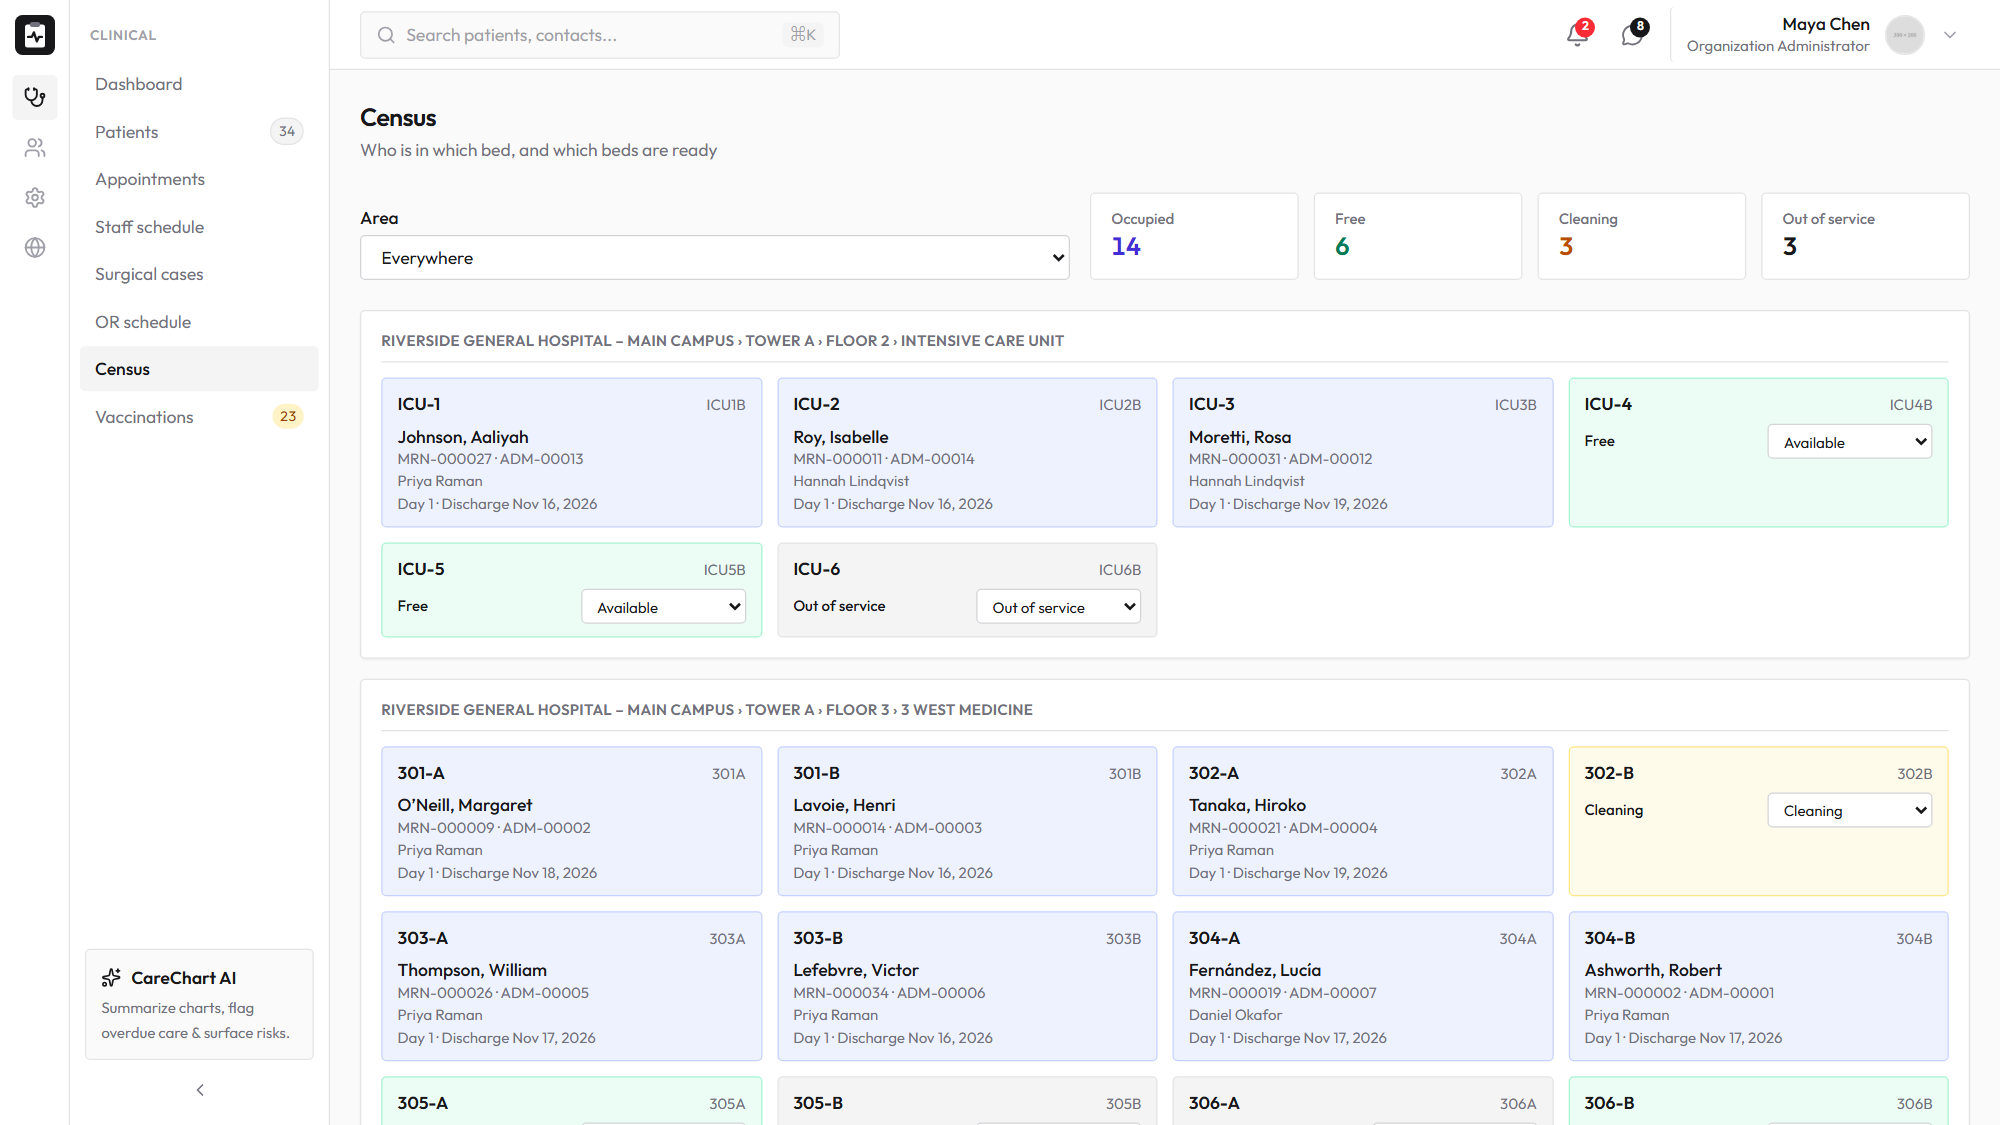 CLINICAL
Dashboard
Patients 34
Appointments
Staff schedule
Surgical cases
OR schedule
Census
Vaccinations 23
CareChart AI
Summarize charts, flag
overdue care & surface risks.
Search patients, contacts... ⌘K
2
8
Maya Chen
Organization Administrator
Census
Who is in which bed, and which beds are ready
Area
Everywhere
Occupied
14
Free
6
Cleaning
3
Out of service
3
RIVERSIDE GENERAL HOSPITAL – MAIN CAMPUS › TOWER A › FLOOR 2 › INTENSIVE CARE UNIT
ICU-1 ICU1B
Johnson, Aaliyah
MRN-000027 · ADM-00013
Priya Raman
Day 1 · Discharge Nov 16, 2026
ICU-2 ICU2B
Roy, Isabelle
MRN-000011 · ADM-00014
Hannah Lindqvist
Day 1 · Discharge Nov 16, 2026
ICU-3 ICU3B
Moretti, Rosa
MRN-000031 · ADM-00012
Hannah Lindqvist
Day 1 · Discharge Nov 19, 2026
ICU-4 ICU4B
Free Available
ICU-5 ICU5B
Free Available
ICU-6 ICU6B
Out of service Out of service
RIVERSIDE GENERAL HOSPITAL – MAIN CAMPUS › TOWER A › FLOOR 3 › 3 WEST MEDICINE
301-A 301A
O’Neill, Margaret
MRN-000009 · ADM-00002
Priya Raman
Day 1 · Discharge Nov 18, 2026
301-B 301B
Lavoie, Henri
MRN-000014 · ADM-00003
Priya Raman
Day 1 · Discharge Nov 16, 2026
302-A 302A
Tanaka, Hiroko
MRN-000021 · ADM-00004
Priya Raman
Day 1 · Discharge Nov 19, 2026
302-B 302B
Cleaning Cleaning
303-A 303A
Thompson, William
MRN-000026 · ADM-00005
Priya Raman
Day 1 · Discharge Nov 17, 2026
303-B 303B
Lefebvre, Victor
MRN-000034 · ADM-00006
Priya Raman
Day 1 · Discharge Nov 16, 2026
304-A 304A
Fernández, Lucía
MRN-000019 · ADM-00007
Daniel Okafor
Day 1 · Discharge Nov 17, 2026
304-B 304B
Ashworth, Robert
MRN-000002 · ADM-00001
Priya Raman
Day 1 · Discharge Nov 17, 2026
305-A 305A
305-B 305B
306-A 306A
306-B 306B